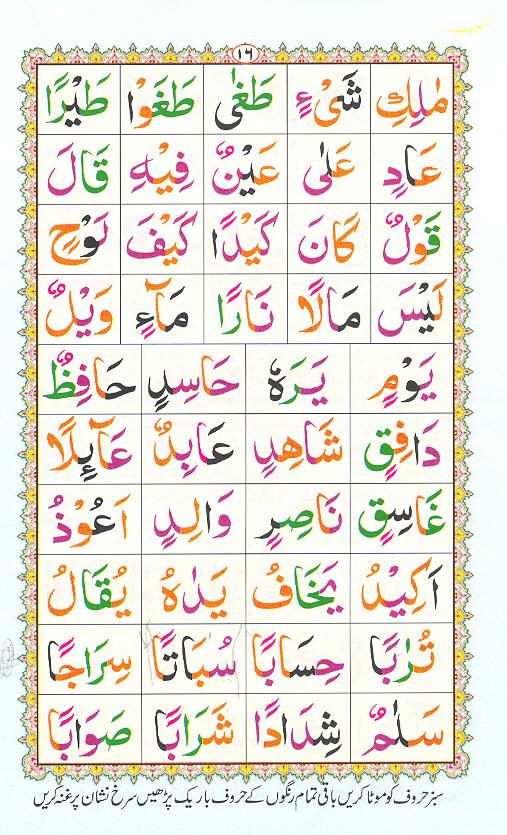 ۱۶
مٰلِكِ شَیْءٍ طَغٰی طَغَوْا طَيْرًا
عَادٍ عَلٰی عَيْنٌ فِيْهِ قَالَ
قَوْلٌ كَانَ كَيْدًا كَيْفَ لَوْحٍ
لَيْسَ مَالًا نَارًا مَآءٍ وَيْلٌ
يَوْمٍ يَرَهٗ حَاسِدٍ حَافِظٌ
دَافِقٍ شَاهِدٍ عَابِدٌ عَآئِلًا
غَاسِقٍ نَاصِرٍ وَالِدٍ اَعُوْذُ
اَكِيْدُ يَخَافُ يَدٰهُ يُقَالُ
تُرٰبًا حِسَابًا سُبَاتًا سِرَاجًا
سَلٰمٌ شِدَادًا شَرَابًا صَوَابًا
سبز حروف کو موٹا کریں باقی تمام رنگوں کے حروف باریک پڑھیں سرخ نشان پر غنہ کریں